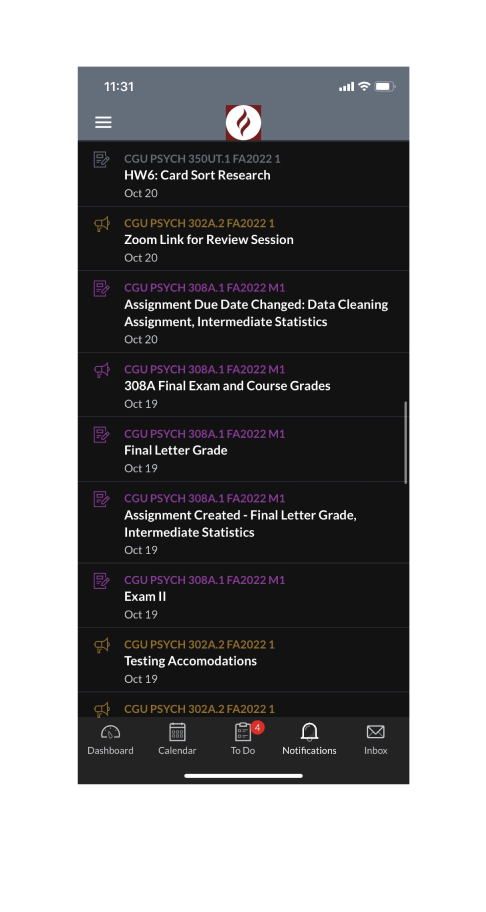 11:31
CGU PSYCH 350UT.1 FA2022 1
HW6: Card Sort Research
Oct 20
CGU PSYCH 302A.2 FA2022 1
Zoom Link for Review Session
Oct 20
CGU PSYCH 308A.1 FA2022 M1
Assignment Due Date Changed: Data Cleaning
Assignment, Intermediate Statistics
Oct 20
CGU PSYCH 308A.1 FA2022 M1
308A Final Exam and Course Grades
Oct 19
CGU PSYCH 308A.1 FA2022 M1
Final Letter Grade
Oct 19
CGU PSYCH 308A.1 FA2022 M1
Assignment Created - Final Letter Grade,
Intermediate Statistics
Oct 19
CGU PSYCH 308A.1 FA2022 M1
Exam II
Oct 19
CGU PSYCH 302A.2 FA2022 1
Testing Accomodations
Oct 19
CGU PSYCH 302A.2 FA2022 1
4
Dashboard Calendar To Do Notifications Inbox